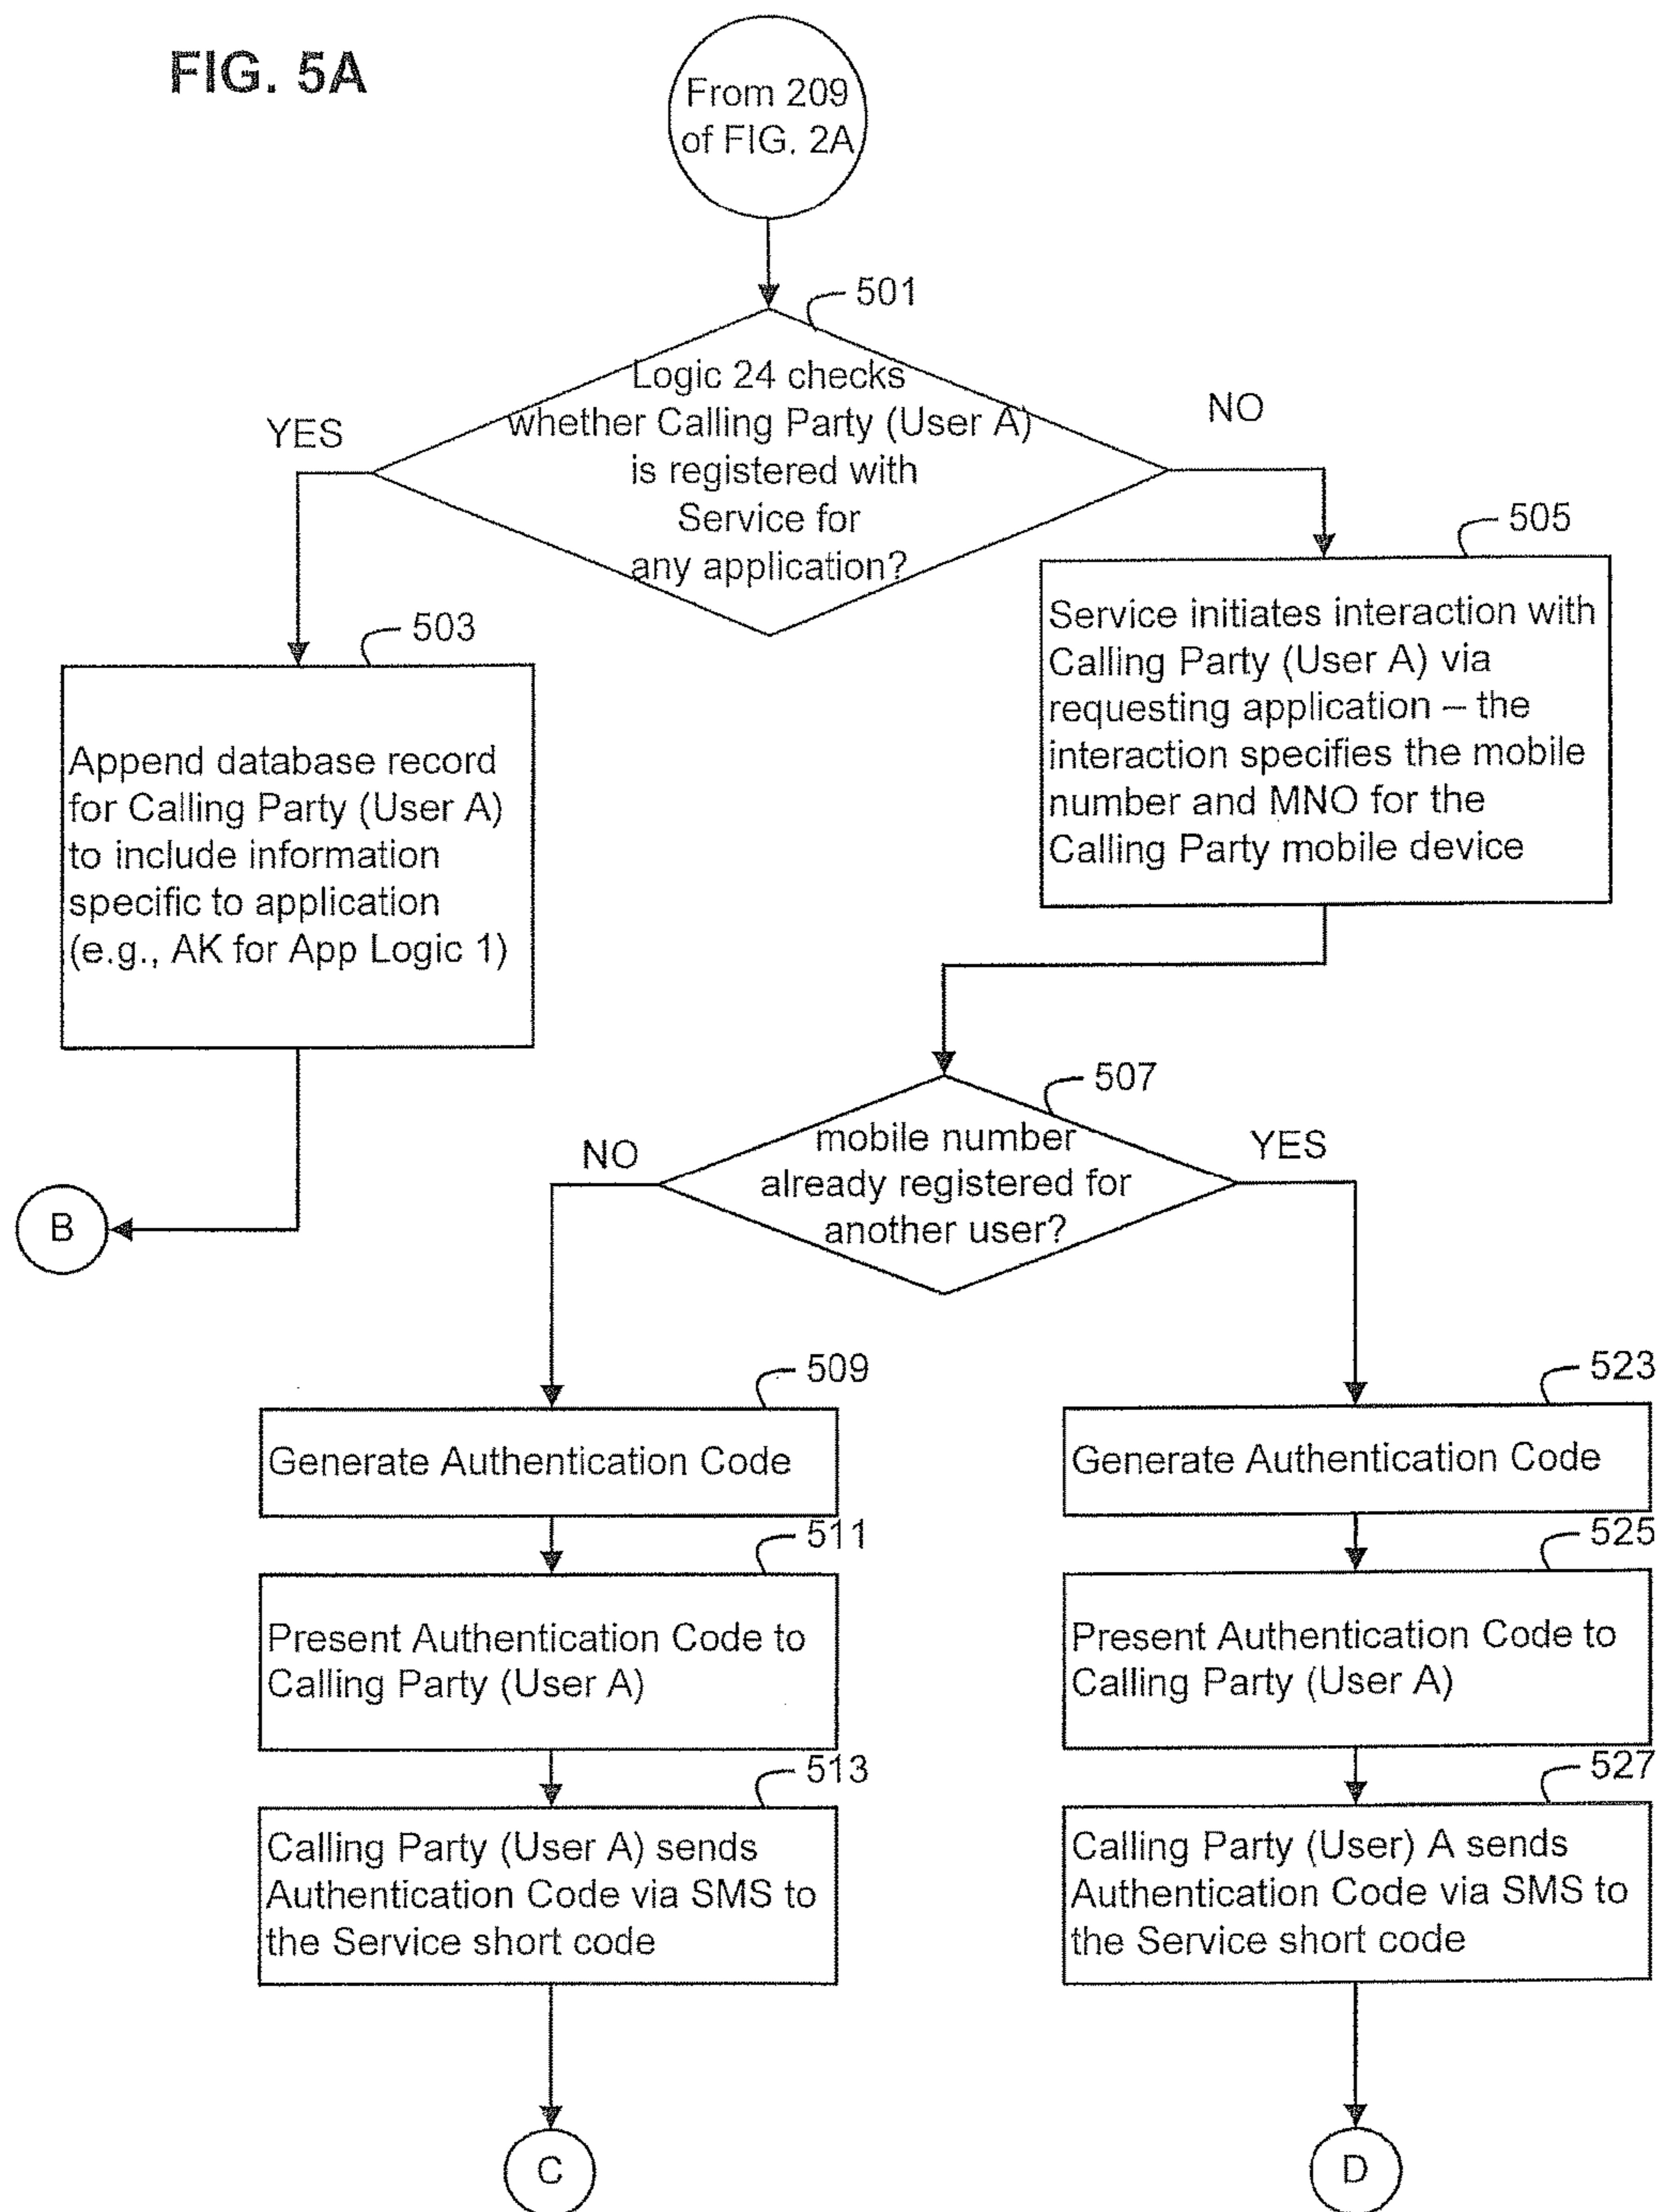 FIG. 5A
From 209
of FIG. 2A
501
Logic 24 checks
whether Calling Party (User A)
is registered with
Service for
any application?
YES
NO
503
Append database record
for Calling Party (User A)
to include information
specific to application
(e.g., AK for App Logic 1)
B
505
Service initiates interaction with
Calling Party (User A) via
requesting application – the
interaction specifies the mobile
number and MNO for the
Calling Party mobile device
507
mobile number
already registered for
another user?
NO
YES
509
Generate Authentication Code
511
Present Authentication Code to
Calling Party (User A)
513
Calling Party (User A) sends
Authentication Code via SMS to
the Service short code
C
523
Generate Authentication Code
525
Present Authentication Code to
Calling Party (User A)
527
Calling Party (User) A sends
Authentication Code via SMS to
the Service short code
D